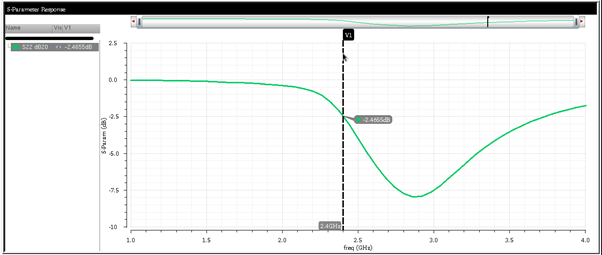 S-Parameter Response
Name Vis V1
S22 dB20 -2.4655dB
V1
2.5
0.0
-2.5
-5.0
-7.5
-10
S-Param (dB)
-2.4655dB
2.4GHz
1.0 1.5 2.0 2.5 3.0 3.5 4.0
freq (GHz)